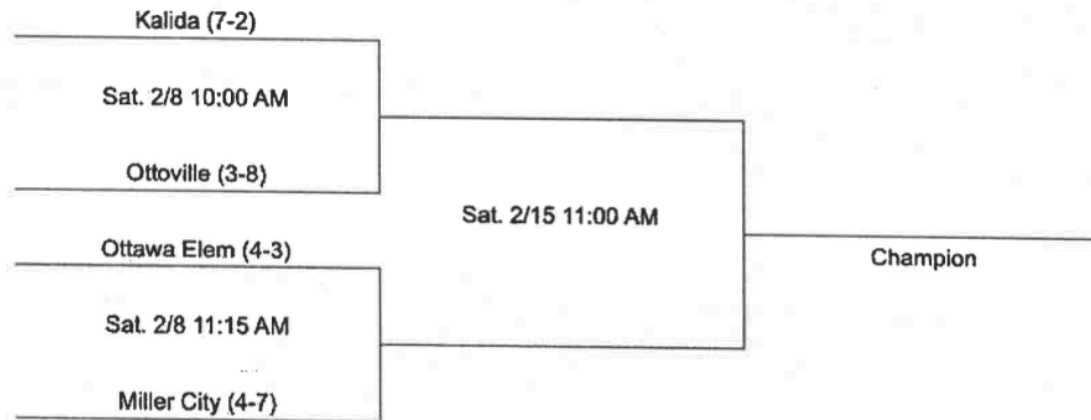 Kalida (7-2)
Sat. 2/8 10:00 AM
Ottoville (3-8)
Sat. 2/15 11:00 AM
Ottawa Elem (4-3)
Champion
Sat. 2/8 11:15 AM
Miller City (4-7)